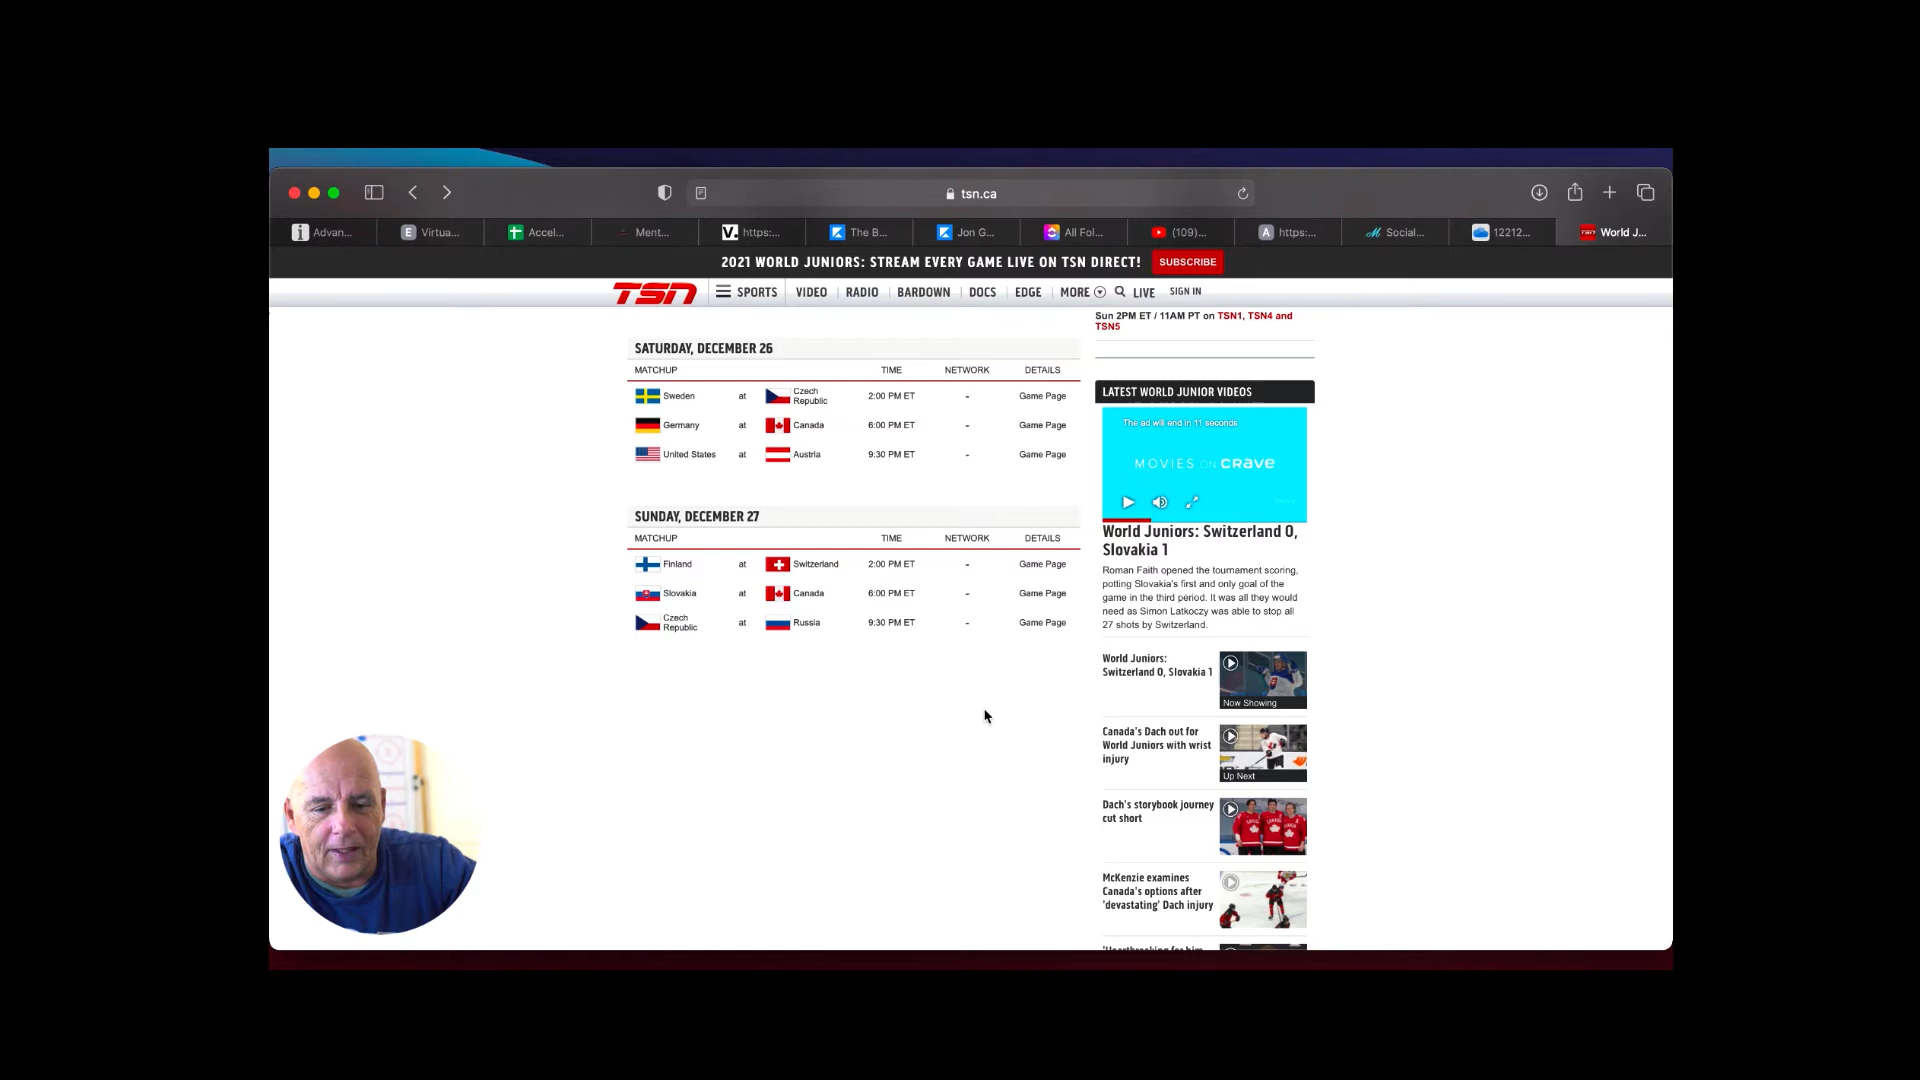 tsn.ca
Advan...
Virtua...
Accel...
Ment...
V. https:...
The B...
Jon G...
All Fol...
(109)...
A https:...
Social...
12212...
World J...
2021 WORLD JUNIORS: STREAM EVERY GAME LIVE ON TSN DIRECT! SUBSCRIBE
TSN SPORTS VIDEO RADIO BARDOWN DOCS EDGE MORE LIVE SIGN IN
SATURDAY, DECEMBER 26
MATCHUP TIME NETWORK DETAILS
Sweden at Czech Republic 2:00 PM ET - Game Page
Germany at Canada 6:00 PM ET - Game Page
United States at Austria 9:30 PM ET - Game Page
SUNDAY, DECEMBER 27
MATCHUP TIME NETWORK DETAILS
Finland at Switzerland 2:00 PM ET - Game Page
Slovakia at Canada 6:00 PM ET - Game Page
Czech Republic at Russia 9:30 PM ET - Game Page
Sun 2PM ET / 11AM PT on TSN1, TSN4 and
TSN5
LATEST WORLD JUNIOR VIDEOS
The ad will end in 11 seconds
MOVIES ON CRAVE
World Juniors: Switzerland 0,
Slovakia 1
Roman Faith opened the tournament scoring,
potting Slovakia's first and only goal of the
game in the third period. It was all they would
need as Simon Latkoczy was able to stop all
27 shots by Switzerland.
World Juniors:
Switzerland 0, Slovakia 1
Now Showing
Canada's Dach out for
World Juniors with wrist
injury
Up Next
Dach's storybook journey
cut short
McKenzie examines
Canada's options after
'devastating' Dach injury